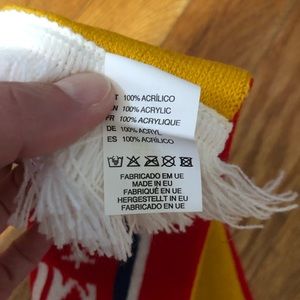 T 100% ACRÍLICO
EN 100% ACRYLIC
FR 100% ACRYLIQUE
DE 100% ACRYL
ES 100% ACRÍLICO
FABRICADO EM UE
MADE IN EU
FABRIQUÉ EN UE
HERGESTELLT IN EU
FABRICADO EN UE